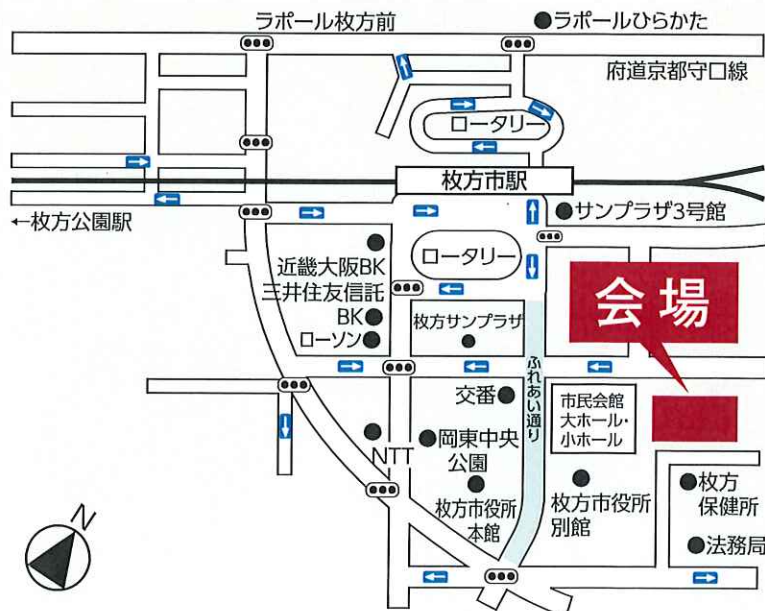 ラポール枚方前
ラポールひらかた
府道京都守口線
ロータリー
枚方市駅
←枚方公園駅
サンプラザ3号館
ロータリー
近畿大阪BK
三井住友信託
BK
ローソン
枚方サンプラザ
会場
ふれあい通り
交番
市民会館
大ホール・
小ホール
NTT
岡東中央
公園
枚方市役所
本館
枚方市役所
別館
枚方
保健所
法務局
N